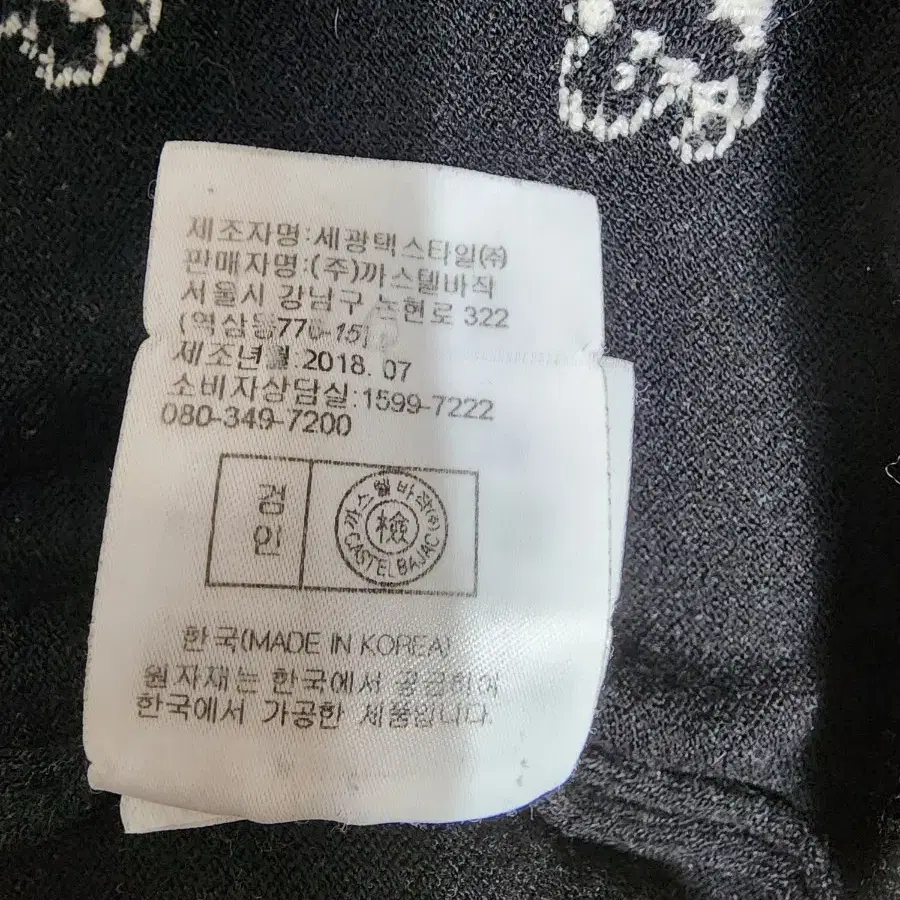 제조자명:세광텍스타일㈜
판매자명:(주)까스텔바작
서울시 강남구 논현로 322
(역삼동
제조년월:2018. 07
소비자상담실:1599-7222
080-349-7200
검인
까스텔바작(주)
檢
CASTELBAJAC
한국(MADE IN KOREA)
원자재는 한국에서 공급하여
한국에서 가공한 제품입니다.